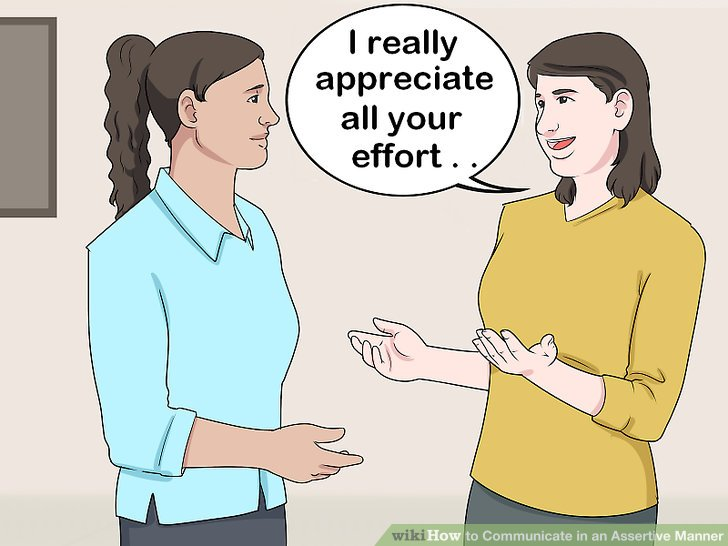 I really
appreciate
all your
effort . .
wikiHow to Communicate in an Assertive Manner